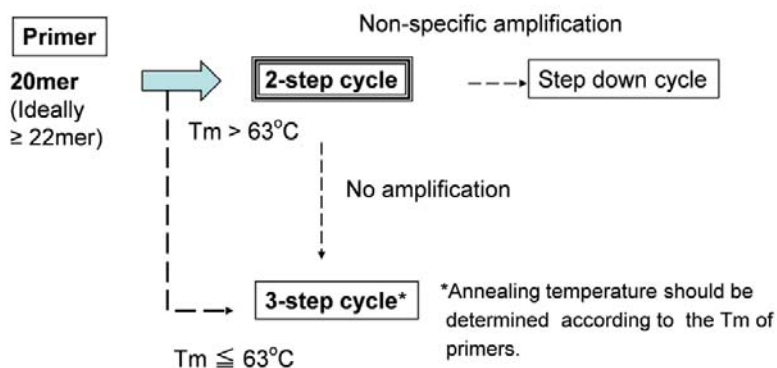 Primer
20mer
(Ideally
≥ 22mer)
Non-specific amplification
2-step cycle
Step down cycle
Tm > 63°C
No amplification
3-step cycle*
*Annealing temperature should be
determined according to the Tm of
primers.
Tm ≦ 63°C